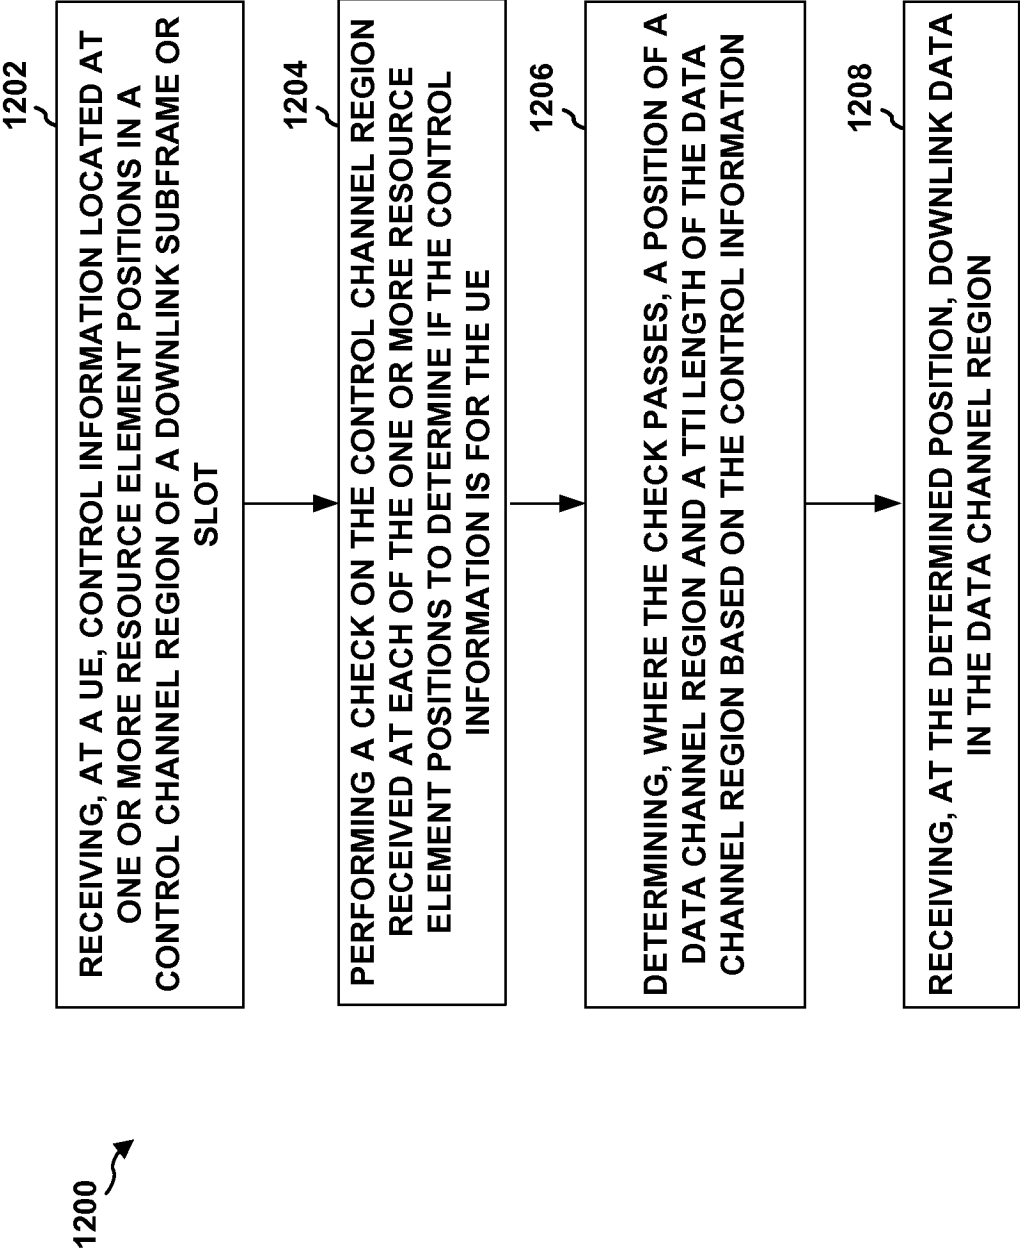 1200
1202
RECEIVING, AT A UE, CONTROL INFORMATION LOCATED AT
ONE OR MORE RESOURCE ELEMENT POSITIONS IN A
CONTROL CHANNEL REGION OF A DOWNLINK SUBFRAME OR
SLOT
1204
PERFORMING A CHECK ON THE CONTROL CHANNEL REGION
RECEIVED AT EACH OF THE ONE OR MORE RESOURCE
ELEMENT POSITIONS TO DETERMINE IF THE CONTROL
INFORMATION IS FOR THE UE
1206
DETERMINING, WHERE THE CHECK PASSES, A POSITION OF A
DATA CHANNEL REGION AND A TTI LENGTH OF THE DATA
CHANNEL REGION BASED ON THE CONTROL INFORMATION
1208
RECEIVING, AT THE DETERMINED POSITION, DOWNLINK DATA
IN THE DATA CHANNEL REGION